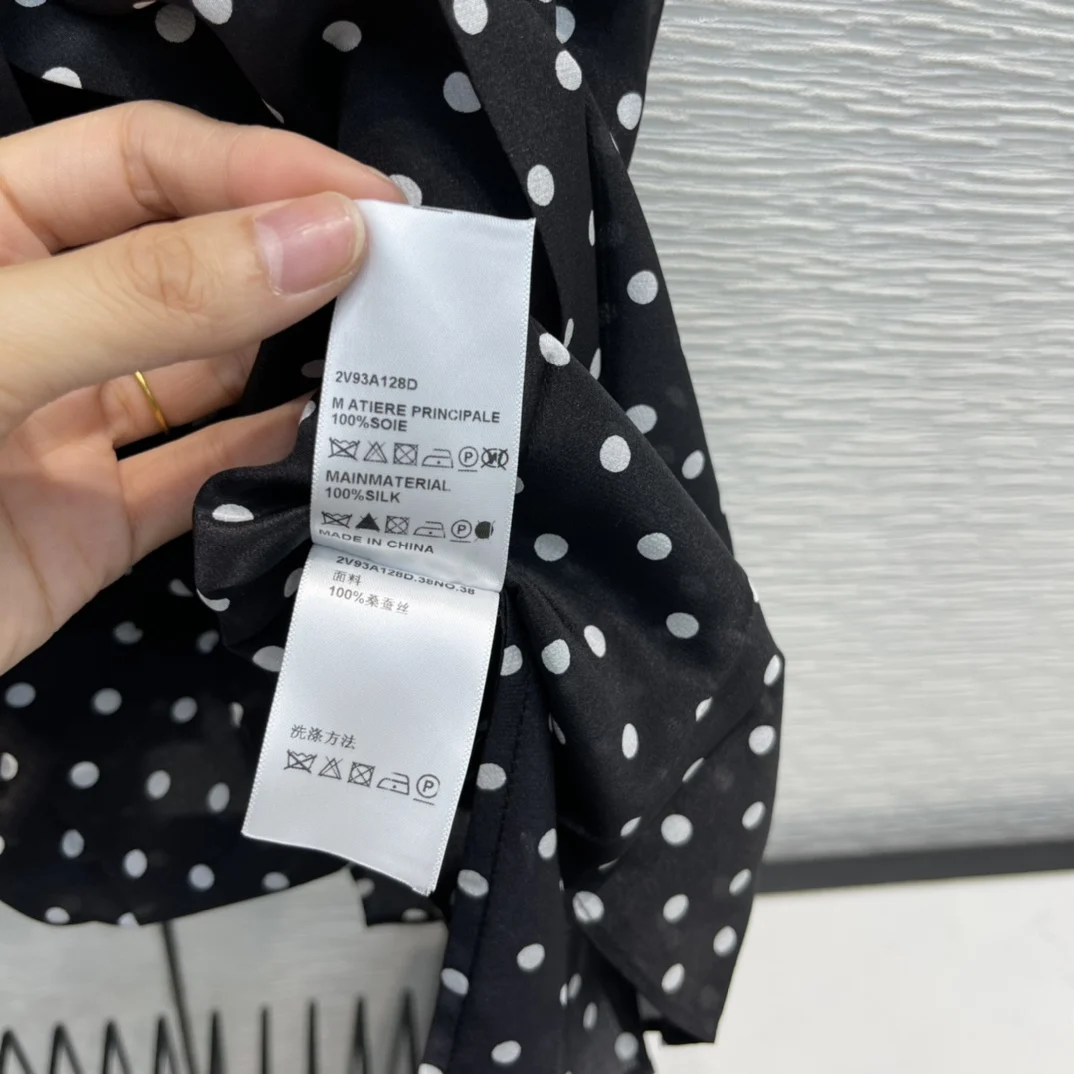 2V93A128D
M ATIERE PRINCIPALE
100%SOIE
P
MAINMATERIAL
100%SILK
P
MADE IN CHINA
2V93A128D.38NO.38
面料
100%桑蚕丝
洗涤方法
P